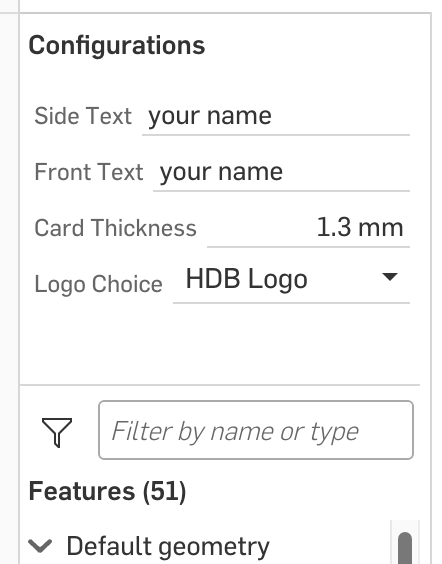 Configurations
Side Text your name
Front Text your name
Card Thickness 1.3 mm
Logo Choice HDB Logo
Filter by name or type
Features (51)
Default geometry